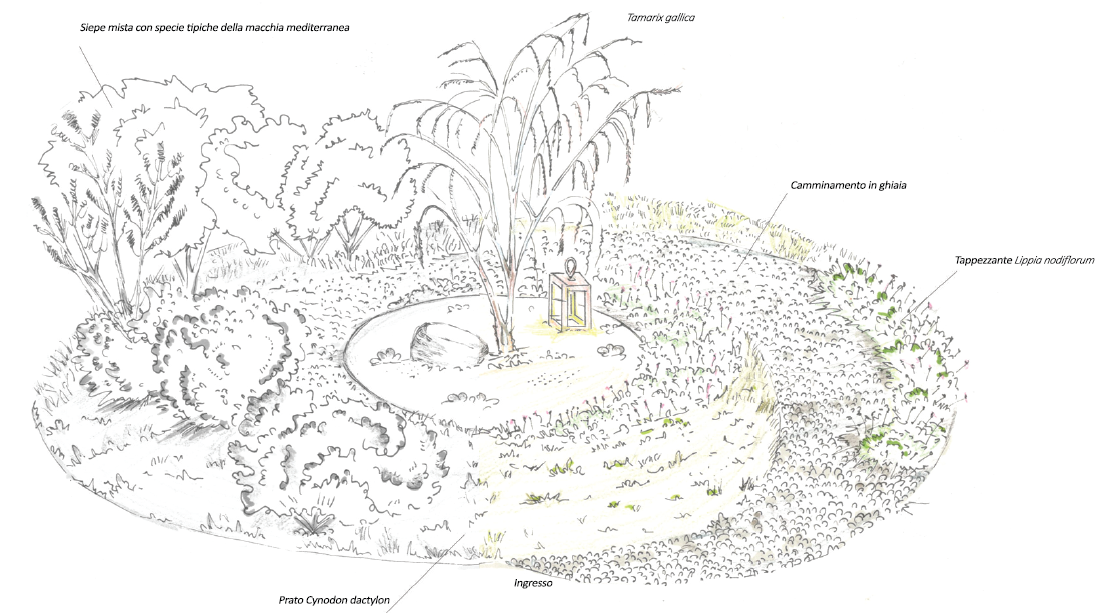 Tamarix gallica
Siepe mista con specie tipiche della macchia mediterranea
Camminamento in ghiaia
Tappezzante Lippia nodiflorum
Ingresso
Prato Cynodon dactylon